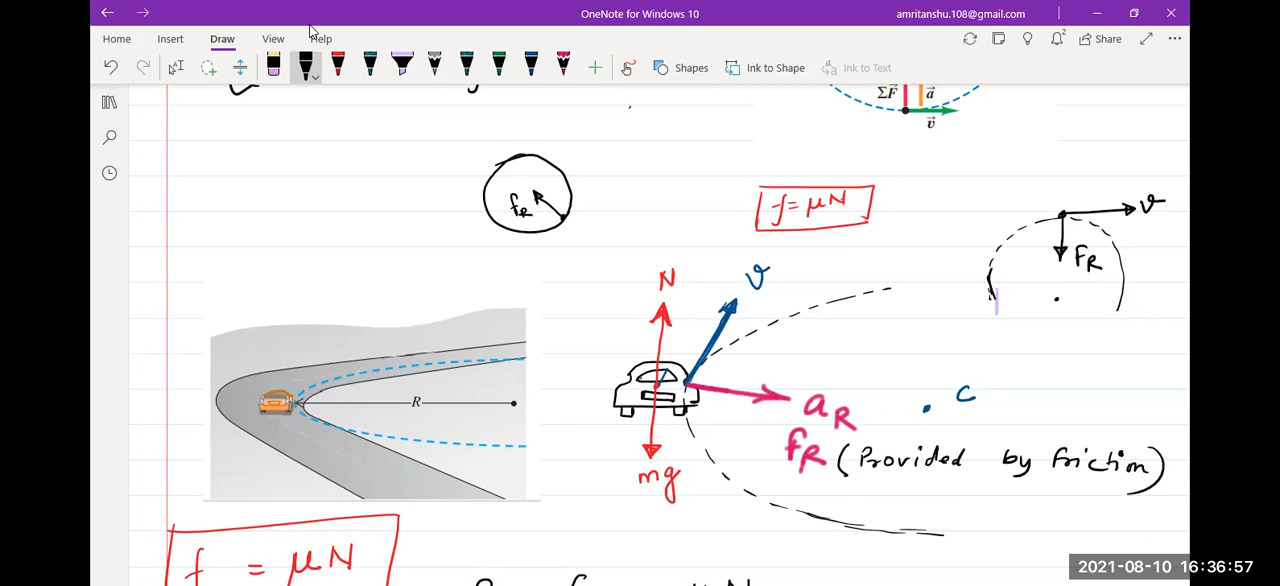 OneNote for Windows 10
amritanshu.108@gmail.com
Home Insert Draw View Help
Share
Shapes Ink to Shape Ink to Text
ΣF⃗ a⃗
v⃗
fR
f = μN
v
FR
N
v
R
aR
c
fR (Provided by friction)
mg
f = μN
2021-08-10 16:36:57